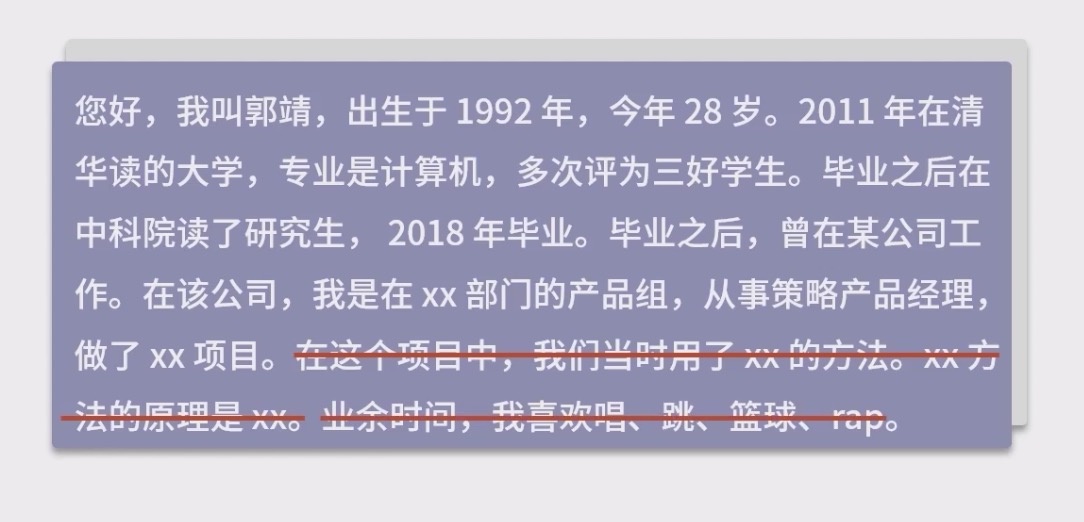 您好，我叫郭靖，出生于 1992 年，今年 28 岁。2011 年在清
华读的大学，专业是计算机，多次评为三好学生。毕业之后在
中科院读了研究生， 2018 年毕业。毕业之后，曾在某公司工
作。在该公司，我是在 xx 部门的产品组，从事策略产品经理，
做了 xx 项目。在这个项目中，我们当时用了 xx 的方法。xx 方
法的原理是 xx。业余时间，我喜欢唱、跳、篮球、rap。